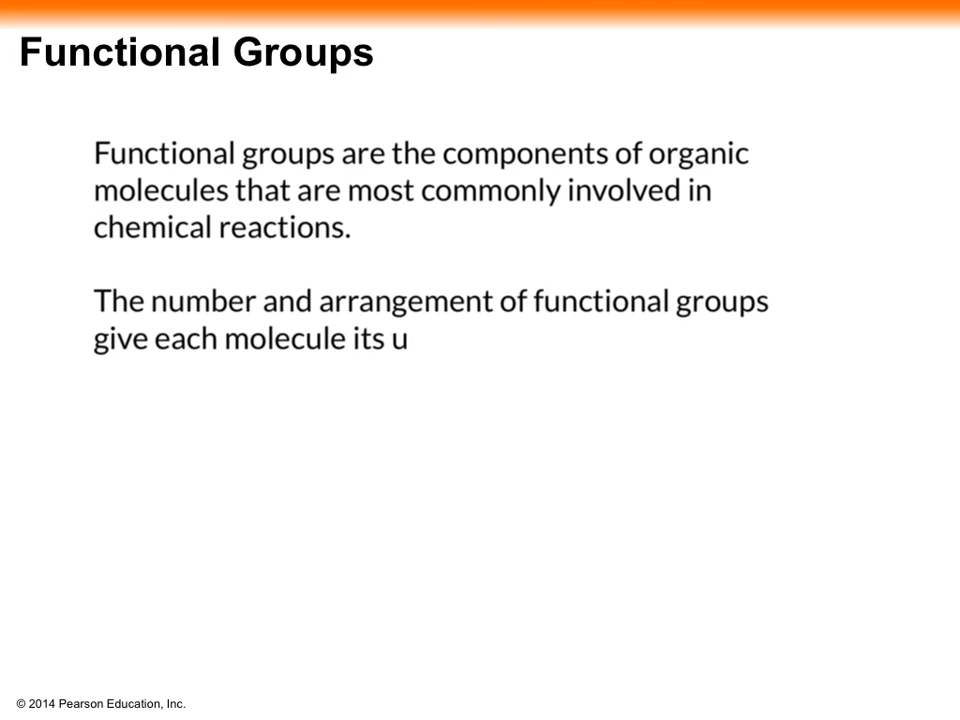 Functional Groups
Functional groups are the components of organic
molecules that are most commonly involved in
chemical reactions.
The number and arrangement of functional groups
give each molecule its u
© 2014 Pearson Education, Inc.